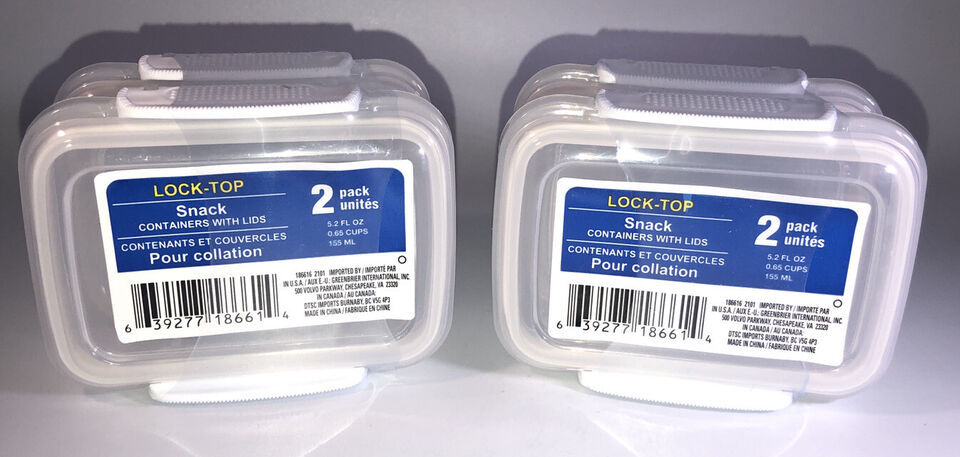 LOCK-TOP
Snack
CONTAINERS WITH LIDS
CONTENANTS ET COUVERCLES
Pour collation
2 pack
unités
5.2 FL OZ
0.65 CUPS
155 ML
186616 2101 IMPORTED BY / IMPORTÉ PAR
IN U.S.A. / AUX E.-U.: GREENBRIER INTERNATIONAL, INC.
500 VOLVO PARKWAY, CHESAPEAKE, VA 23320
IN CANADA / AU CANADA:
DTSC IMPORTS BURNABY, BC V5G 4P3
MADE IN CHINA / FABRIQUÉ EN CHINE
6 39277 18661 4
LOCK-TOP
Snack
CONTAINERS WITH LIDS
CONTENANTS ET COUVERCLES
Pour collation
2 pack
unités
5.2 FL OZ
0.65 CUPS
155 ML
186616 2101 IMPORTED BY / IMPORTÉ PAR
IN U.S.A. / AUX E.-U.: GREENBRIER INTERNATIONAL, INC.
500 VOLVO PARKWAY, CHESAPEAKE, VA 23320
IN CANADA / AU CANADA:
DTSC IMPORTS BURNABY, BC V5G 4P3
MADE IN CHINA / FABRIQUÉ EN CHINE
6 39277 18661 4